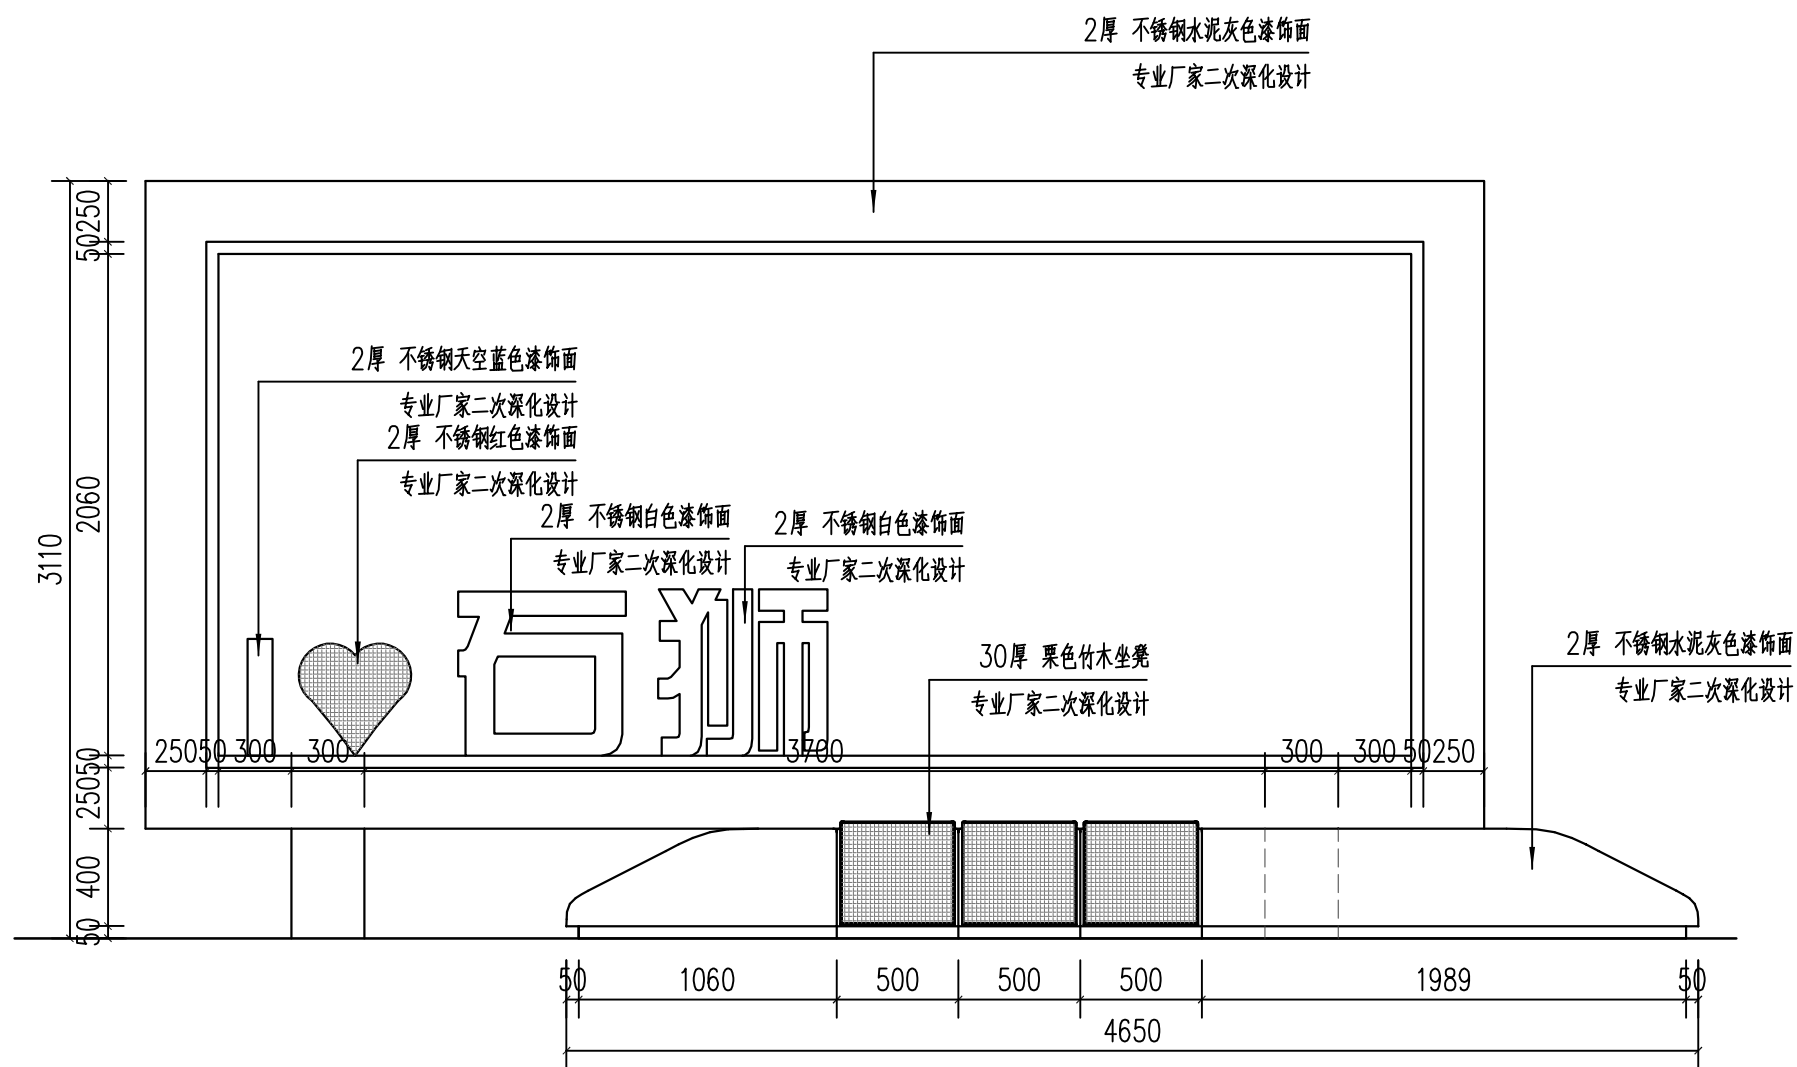 2厚 不锈钢水泥灰色漆饰面
专业厂家二次深化设计
2厚 不锈钢天空蓝色漆饰面
专业厂家二次深化设计
2厚 不锈钢红色漆饰面
专业厂家二次深化设计
2厚 不锈钢白色漆饰面
专业厂家二次深化设计
2厚 不锈钢白色漆饰面
专业厂家二次深化设计
30厚 栗色竹木坐凳
专业厂家二次深化设计
2厚 不锈钢水泥灰色漆饰面
专业厂家二次深化设计
石狮
250
50
2060
3110
50
250
400
50
250
50
300
300
3700
300
300
50
250
50
1060
500
500
500
1989
50
4650